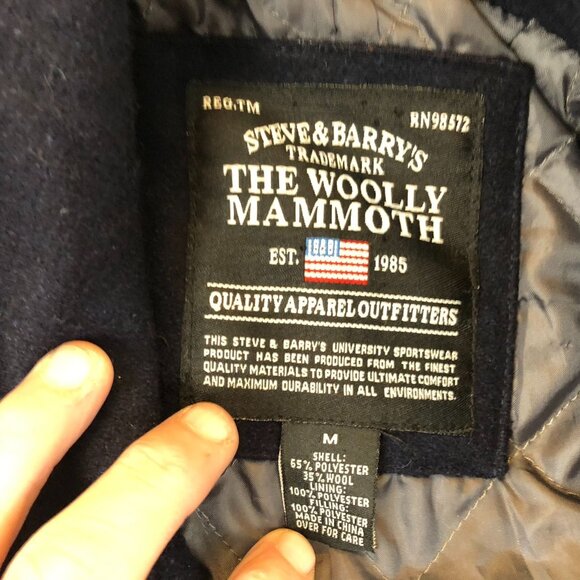 REG.TM
RN98572
STEVE & BARRY'S
TRADEMARK
THE WOOLLY
MAMMOTH
EST. 1985
QUALITY APPAREL OUTFITTERS
THIS STEVE & BARRY'S UNIVERSITY SPORTSWEAR
PRODUCT HAS BEEN PRODUCED FROM THE FINEST
QUALITY MATERIALS TO PROVIDE ULTIMATE COMFORT
AND MAXIMUM DURABILITY IN ALL ENVIRONMENTS.
M
SHELL:
65% POLYESTER
35% WOOL
LINING:
100% POLYESTER
FILLING:
100% POLYESTER
MADE IN CHINA
OVER FOR CARE